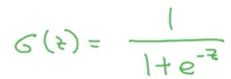 σ(z) = 1 / (1 + e^{-z})